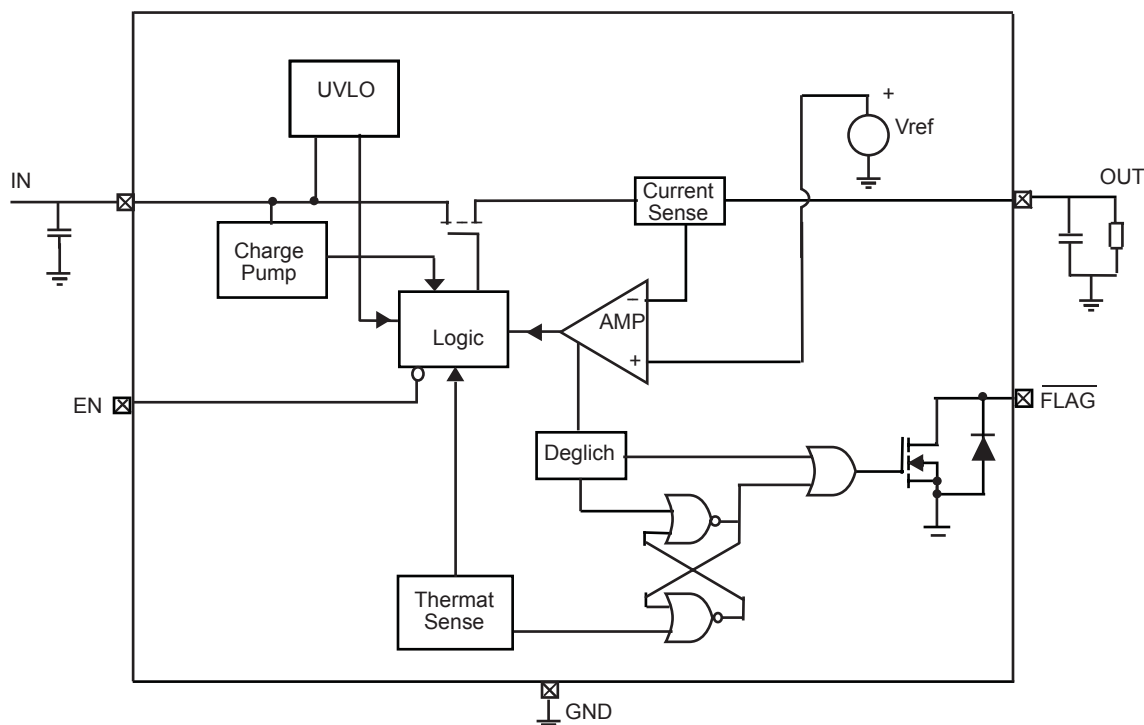 UVLO
+
Vref
IN
OUT
Current
Sense
Charge
Pump
−
AMP
Logic
+
EN
FLAG
Deglich
Thermat
Sense
GND